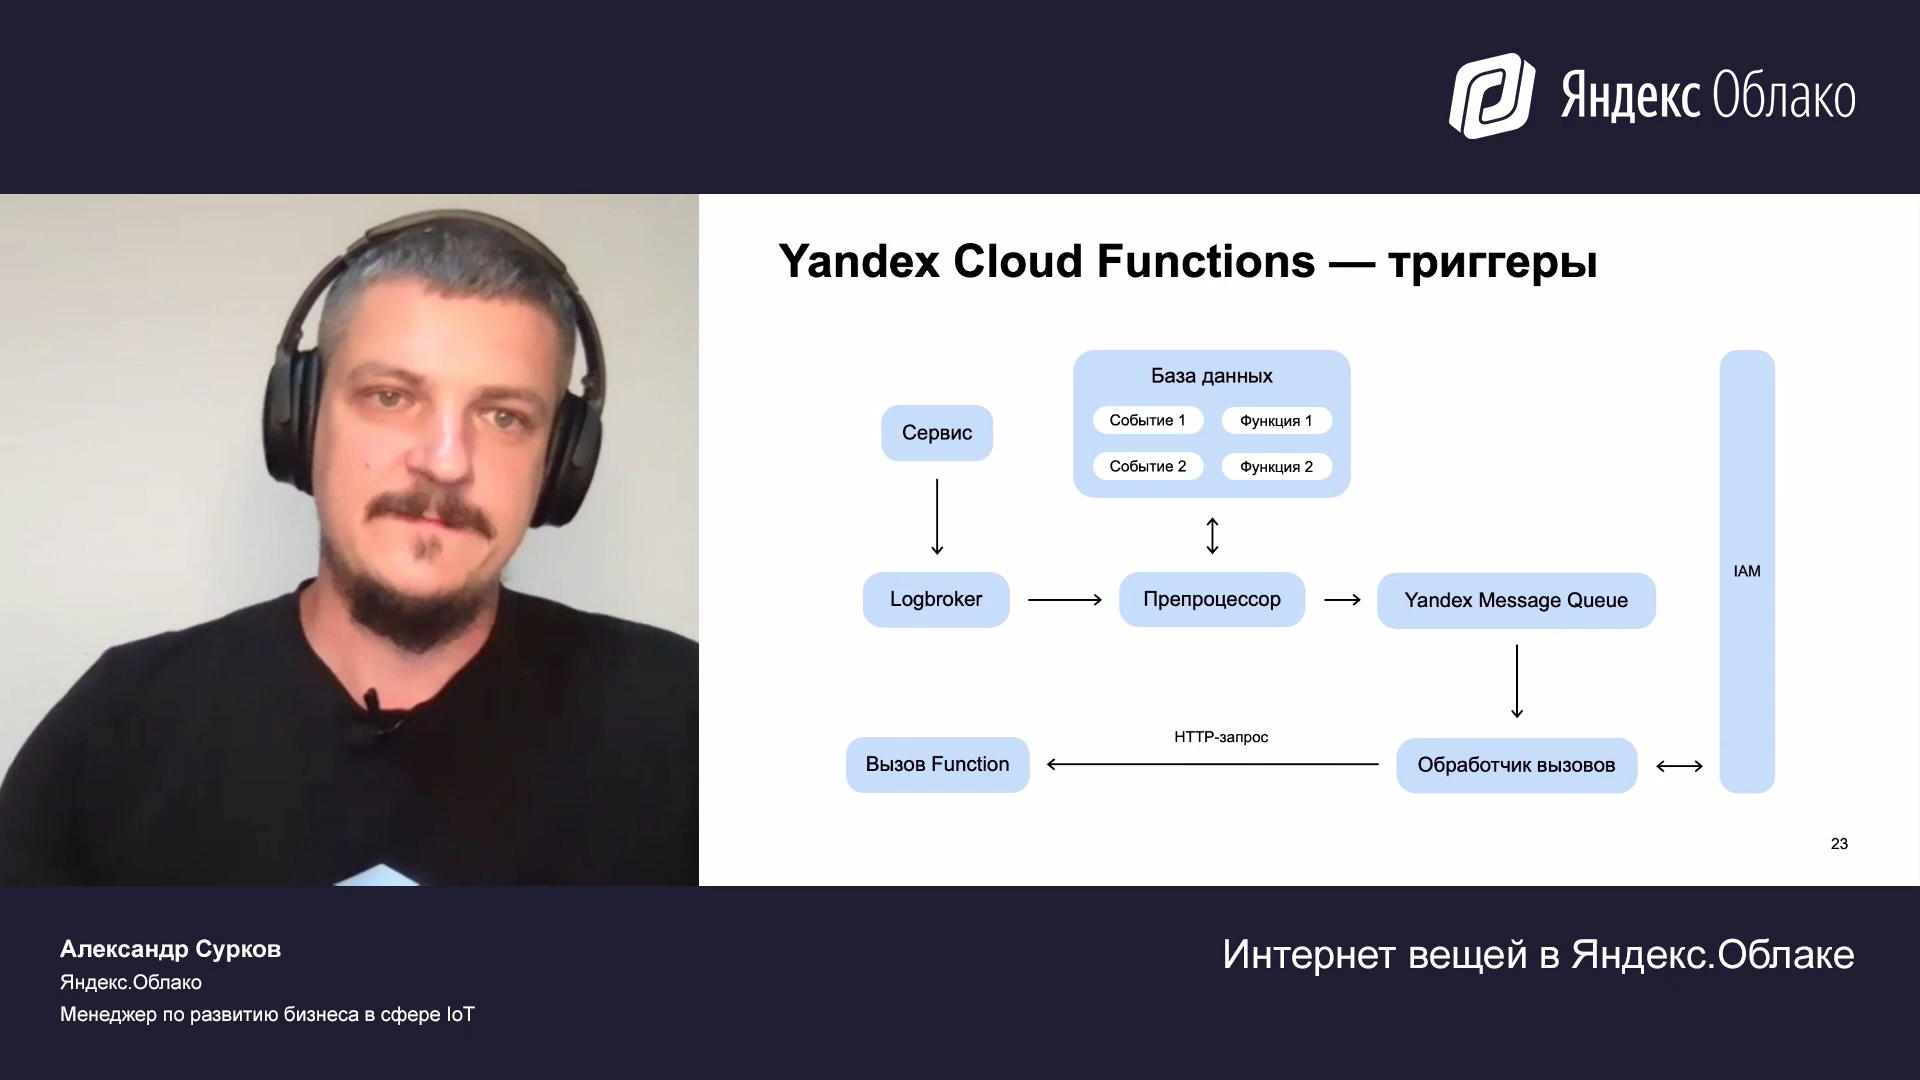 Яндекс Облако
Yandex Cloud Functions — триггеры
База данных
Событие 1 Функция 1
Событие 2 Функция 2
Сервис
IAM
Logbroker
Препроцессор
Yandex Message Queue
HTTP-запрос
Вызов Function
Обработчик вызовов
23
Александр Сурков
Яндекс.Облако
Менеджер по развитию бизнеса в сфере IoT
Интернет вещей в Яндекс.Облаке